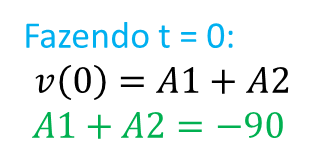 Fazendo t = 0:
v(0) = A1 + A2
A1 + A2 = −90